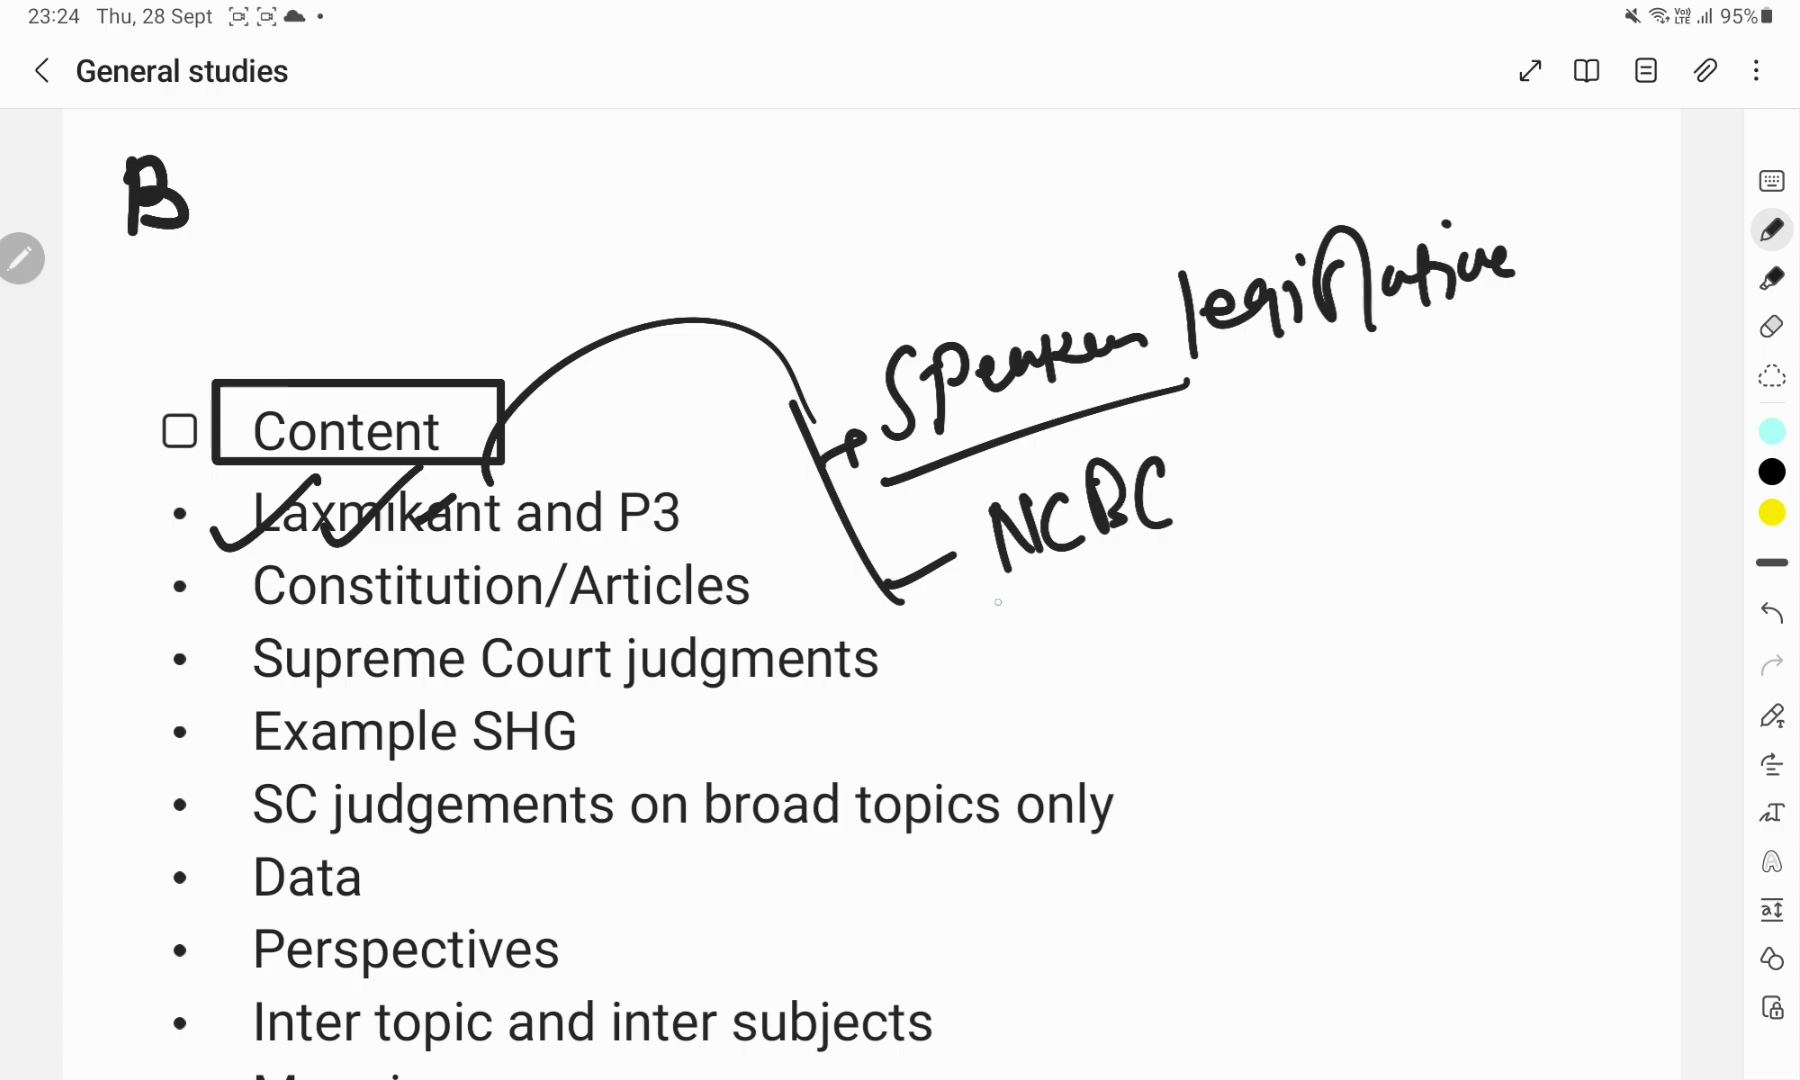 23:24 Thu, 28 Sept 95%
General studies
B
Speaker legislative
Content
NCBC
Laxmikant and P3
Constitution/Articles
Supreme Court judgments
Example SHG
SC judgements on broad topics only
Data
Perspectives
Inter topic and inter subjects